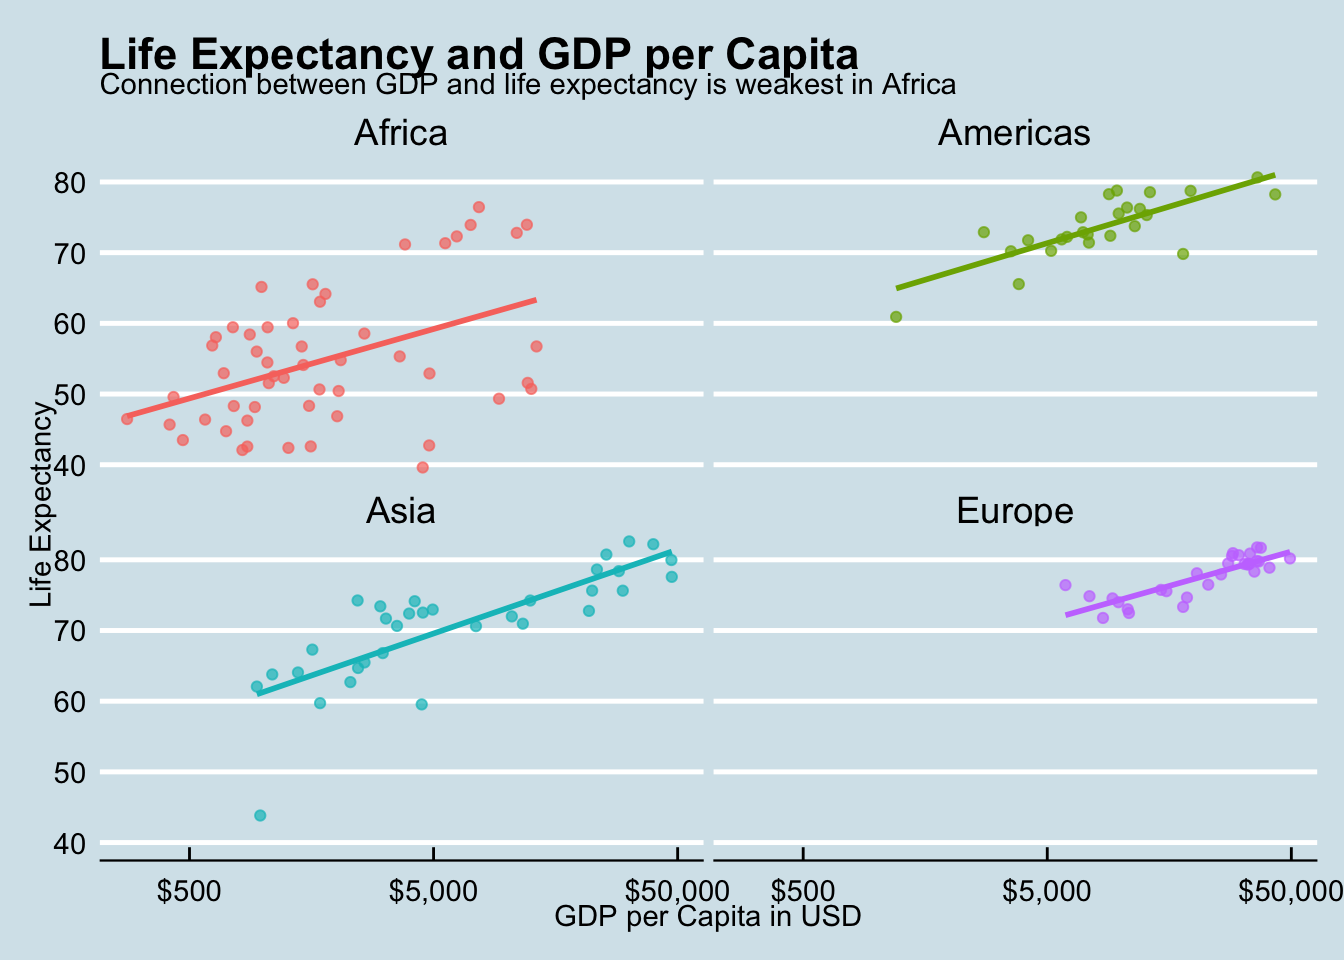 Life Expectancy and GDP per Capita
Connection between GDP and life expectancy is weakest in Africa
Africa
Americas
80
70
60
50
40
Life Expectancy
Asia
Europe
80
70
60
50
40
$500 $5,000 $50,000 $500 $5,000 $50,000
GDP per Capita in USD